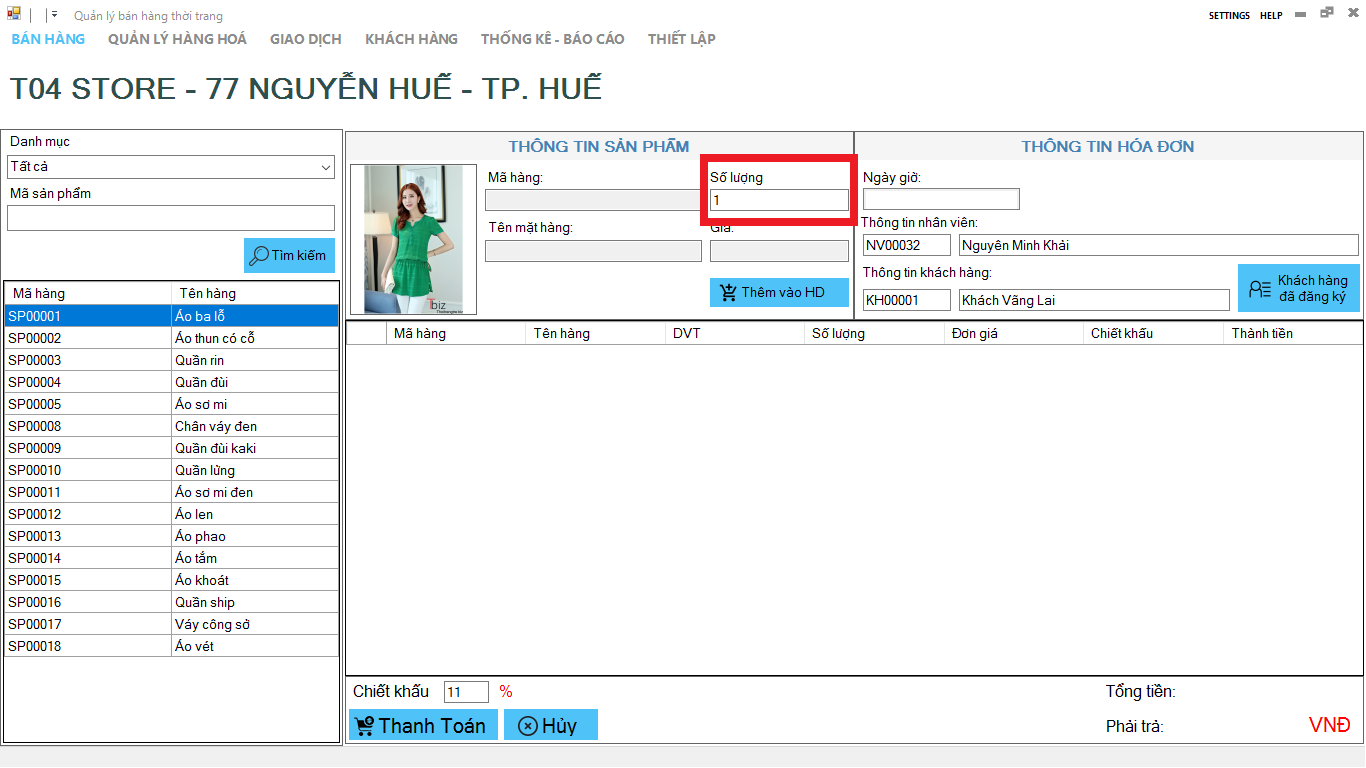 Quản lý bán hàng thời trang
SETTINGS HELP
BÁN HÀNG QUẢN LÝ HÀNG HOÁ GIAO DỊCH KHÁCH HÀNG THỐNG KÊ - BÁO CÁO THIẾT LẬP
T04 STORE - 77 NGUYỄN HUẾ - TP. HUẾ
Danh mục
Tất cả
Mã sản phẩm
Tìm kiếm
Mã hàng Tên hàng
SP00001 Áo ba lỗ
SP00002 Áo thun có cỗ
SP00003 Quần rin
SP00004 Quần đùi
SP00005 Áo sơ mi
SP00008 Chân váy đen
SP00009 Quần đùi kaki
SP00010 Quần lửng
SP00011 Áo sơ mi đen
SP00012 Áo len
SP00013 Áo phao
SP00014 Áo tắm
SP00015 Áo khoát
SP00016 Quần ship
SP00017 Váy công sở
SP00018 Áo vét
THÔNG TIN SẢN PHẨM
Mã hàng:
Số lượng
1
Tên mặt hàng:
Giá:
Thêm vào HD
THÔNG TIN HÓA ĐƠN
Ngày giờ:
Thông tin nhân viên:
NV00032 Nguyên Minh Khải
Thông tin khách hàng:
KH00001 Khách Vãng Lai
Khách hàng
đã đăng ký
Mã hàng Tên hàng DVT Số lượng Đơn giá Chiết khấu Thành tiền
Chiết khấu 11 %
Thanh Toán Hủy
Tổng tiền:
Phải trả: VNĐ